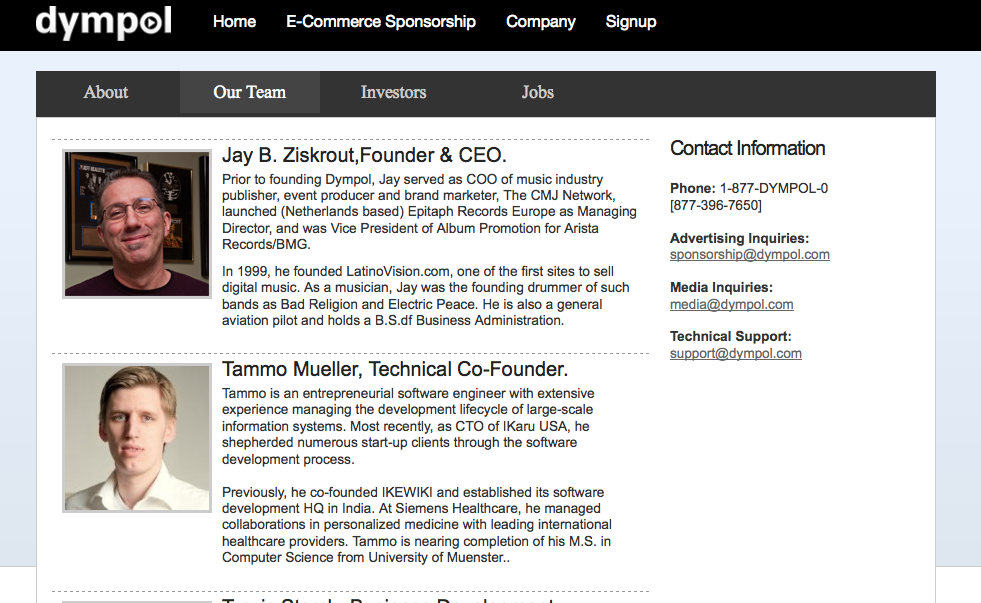 dympol
Home E-Commerce Sponsorship Company Signup
About Our Team Investors Jobs
Jay B. Ziskrout,Founder & CEO.
Prior to founding Dympol, Jay served as COO of music industry
publisher, event producer and brand marketer, The CMJ Network,
launched (Netherlands based) Epitaph Records Europe as Managing
Director, and was Vice President of Album Promotion for Arista
Records/BMG.
In 1999, he founded LatinoVision.com, one of the first sites to sell
digital music. As a musician, Jay was the founding drummer of such
bands as Bad Religion and Electric Peace. He is also a general
aviation pilot and holds a B.S.df Business Administration.
Tammo Mueller, Technical Co-Founder.
Tammo is an entrepreneurial software engineer with extensive
experience managing the development lifecycle of large-scale
information systems. Most recently, as CTO of IKaru USA, he
shepherded numerous start-up clients through the software
development process.
Previously, he co-founded IKEWIKI and established its software
development HQ in India. At Siemens Healthcare, he managed
collaborations in personalized medicine with leading international
healthcare providers. Tammo is nearing completion of his M.S. in
Computer Science from University of Muenster..
Contact Information
Phone: 1-877-DYMPOL-0
[877-396-7650]
Advertising Inquiries:
sponsorship@dympol.com
Media Inquiries:
media@dympol.com
Technical Support:
support@dympol.com